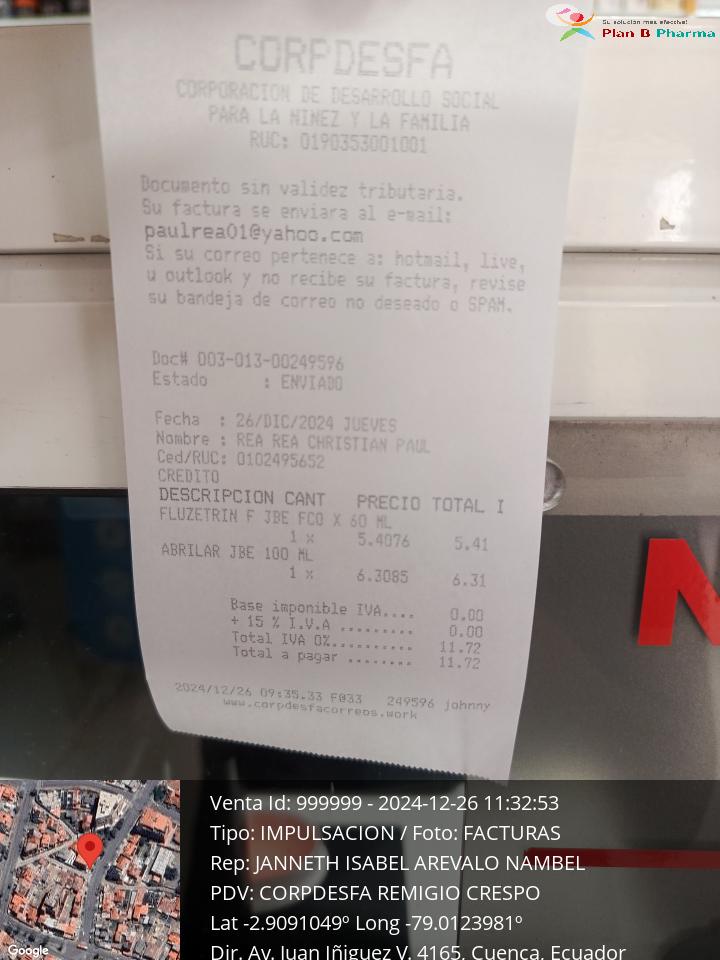 Su solución más efectiva!
Plan B Pharma
CORPDESFA
CORPORACION DE DESARROLLO SOCIAL
PARA LA NINEZ Y LA FAMILIA
RUC: 0190353001001
Documento sin validez tributaria.
Su factura se enviara al e-mail:
paulrea01@yahoo.com
Si su correo pertenece a: hotmail, live,
u outlook y no recibe su factura, revise
su bandeja de correo no deseado o SPAM.
Doc# 003-013-00249596
Estado : ENVIADO
Fecha : 26/DIC/2024 JUEVES
Nombre : REA REA CHRISTIAN PAUL
Ced/RUC: 0102495652
CREDITO
DESCRIPCION CANT PRECIO TOTAL I
FLUZETRIN F JBE FCO X 60 ML
1 x 5.4076 5.41
ABRILAR JBE 100 ML
1 x 6.3085 6.31
Base imponible IVA.... 0.00
+ 15 % I.V.A ......... 0.00
Total IVA 0%........... 11.72
Total a pagar ........ 11.72
2024/12/26 09:35.33 F033 249596 johnny
www.corpdesfacorreos.work
N
Venta Id: 999999 - 2024-12-26 11:32:53
Tipo: IMPULSACION / Foto: FACTURAS
Rep: JANNETH ISABEL AREVALO NAMBEL
PDV: CORPDESFA REMIGIO CRESPO
Lat -2.9091049º Long -79.0123981º
Dir. Av. Juan Iñiguez V. 4165, Cuenca, Ecuador
Google